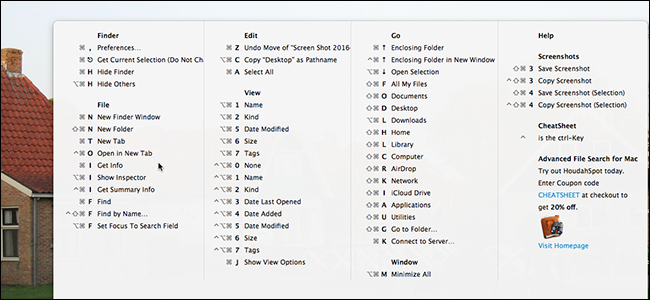 Finder
⌘ , Preferences...
⌘ ⎋ Get Current Selection (Do Not Ch
⌘ H Hide Finder
⌥⌘ H Hide Others
File
⌘ N New Finder Window
⇧⌘ N New Folder
⌘ T New Tab
^⌘ O Open in New Tab
⌘ I Get Info
⌥⌘ I Show Inspector
^⌘ I Get Summary Info
⌘ F Find
^⇧⌘ F Find by Name...
⌥⌘ F Set Focus To Search Field
Edit
⌘ Z Undo Move of "Screen Shot 2016-
⌥⌘ C Copy "Desktop" as Pathname
⌘ A Select All
View
⌥⌘ 1 Name
⌥⌘ 2 Kind
⌥⌘ 5 Date Modified
⌥⌘ 6 Size
⌥⌘ 7 Tags
^⌘ 0 None
^⌘ 1 Name
^⌘ 2 Kind
^⌘ 3 Date Last Opened
^⌘ 4 Date Added
^⌘ 5 Date Modified
^⌘ 6 Size
^⌘ 7 Tags
⌘ J Show View Options
Go
⌘ ↑ Enclosing Folder
^⌘ ↑ Enclosing Folder in New Window
⌥⌘ ↓ Open Selection
⇧⌘ F All My Files
⇧⌘ O Documents
⇧⌘ D Desktop
⌥⌘ L Downloads
⇧⌘ H Home
⇧⌘ L Library
⇧⌘ C Computer
⇧⌘ R AirDrop
⇧⌘ K Network
⇧⌘ I iCloud Drive
⇧⌘ A Applications
⇧⌘ U Utilities
⇧⌘ G Go to Folder...
⌘ K Connect to Server...
Window
⌥⌘ M Minimize All
Help
Screenshots
⇧⌘ 3 Save Screenshot
^⇧⌘ 3 Copy Screenshot
⇧⌘ 4 Save Screenshot (Selection)
^⇧⌘ 4 Copy Screenshot (Selection)
CheatSheet
^ is the ctrl-Key
Advanced File Search for Mac
Try out HoudahSpot today.
Enter Coupon code
CHEATSHEET at checkout to
get 20% off.
Visit Homepage